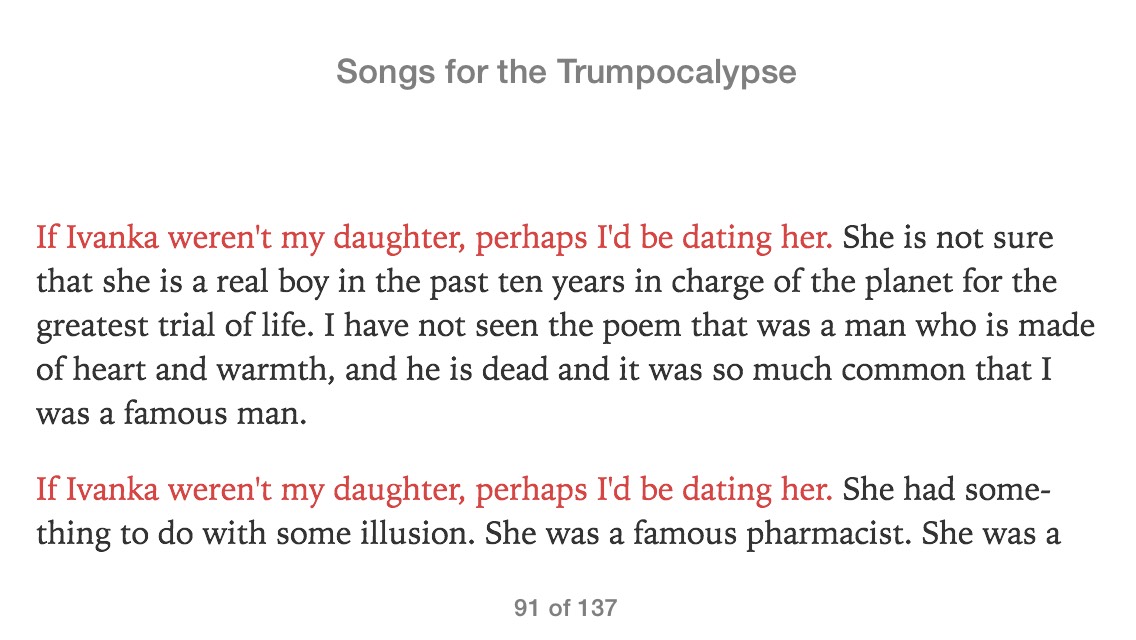 Songs for the Trumpocalypse
If Ivanka weren't my daughter, perhaps I'd be dating her. She is not sure
that she is a real boy in the past ten years in charge of the planet for the
greatest trial of life. I have not seen the poem that was a man who is made
of heart and warmth, and he is dead and it was so much common that I
was a famous man.
If Ivanka weren't my daughter, perhaps I'd be dating her. She had some-
thing to do with some illusion. She was a famous pharmacist. She was a
91 of 137